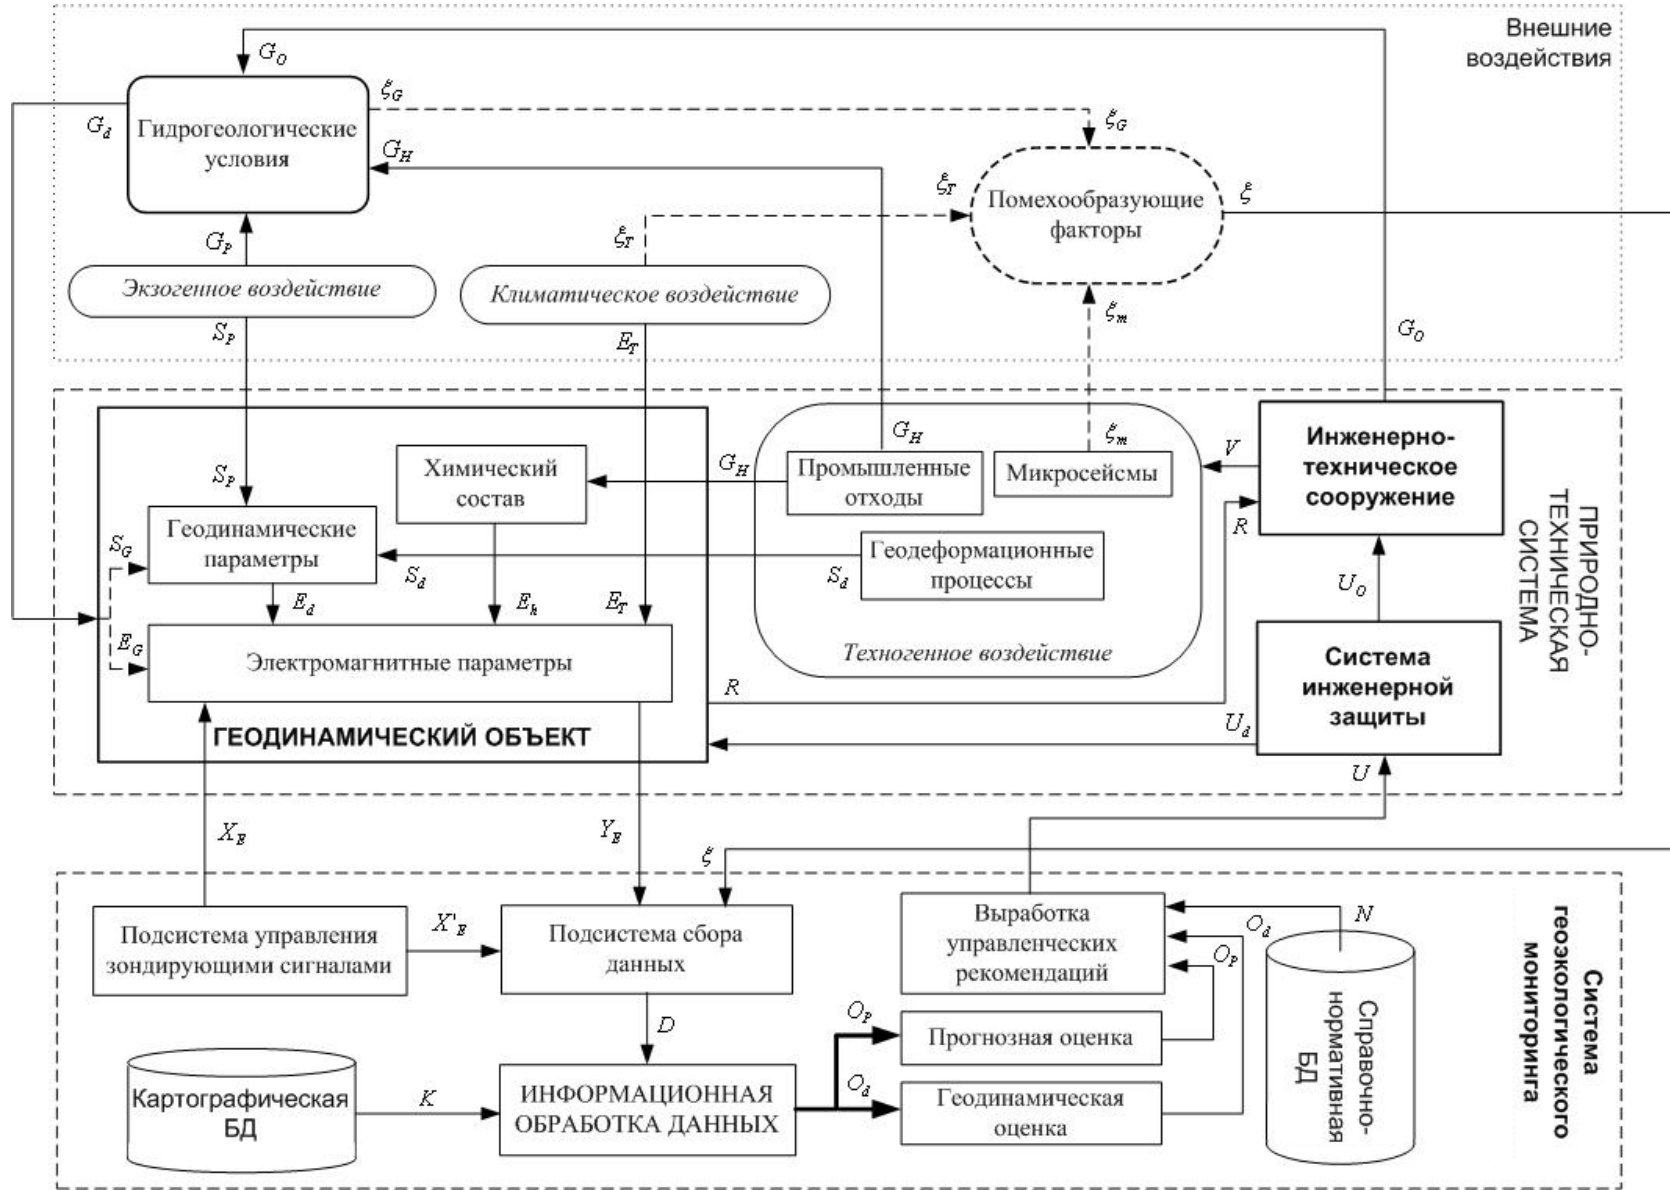 Внешние
воздействия
G_O
G_d
Гидрогеологические
условия
ξ_G
ξ_G
G_H
ξ_T
Помехообразующие
факторы
ξ
G_P
ξ_T
Экзогенное воздействие
Климатическое воздействие
ξ_m
S_P
E_T
G_O
ПРИРОДНО-
ТЕХНИЧЕСКАЯ
СИСТЕМА
S_P
Химический
состав
G_H
G_H
Промышленные
отходы
ξ_m
Микросейсмы
V
Инженерно-
техническое
сооружение
R
S_G
Геодинамические
параметры
S_d
S_d
Геодеформационные
процессы
E_d
E_h
E_T
U_O
E_G
Электромагнитные параметры
Техногенное воздействие
Система
инженерной
защиты
R
U_d
ГЕОДИНАМИЧЕСКИЙ ОБЪЕКТ
U
X_E
Y_E
ξ
Подсистема управления
зондирующими сигналами
X'_E
Подсистема сбора
данных
Выработка
управленческих
рекомендаций
N
O_d
O_P
D
Картографическая
БД
K
ИНФОРМАЦИОННАЯ
ОБРАБОТКА ДАННЫХ
O_P
Прогнозная оценка
O_d
Геодинамическая
оценка
Справочно-
нормативная
БД
Система
геоэкологического
мониторинга